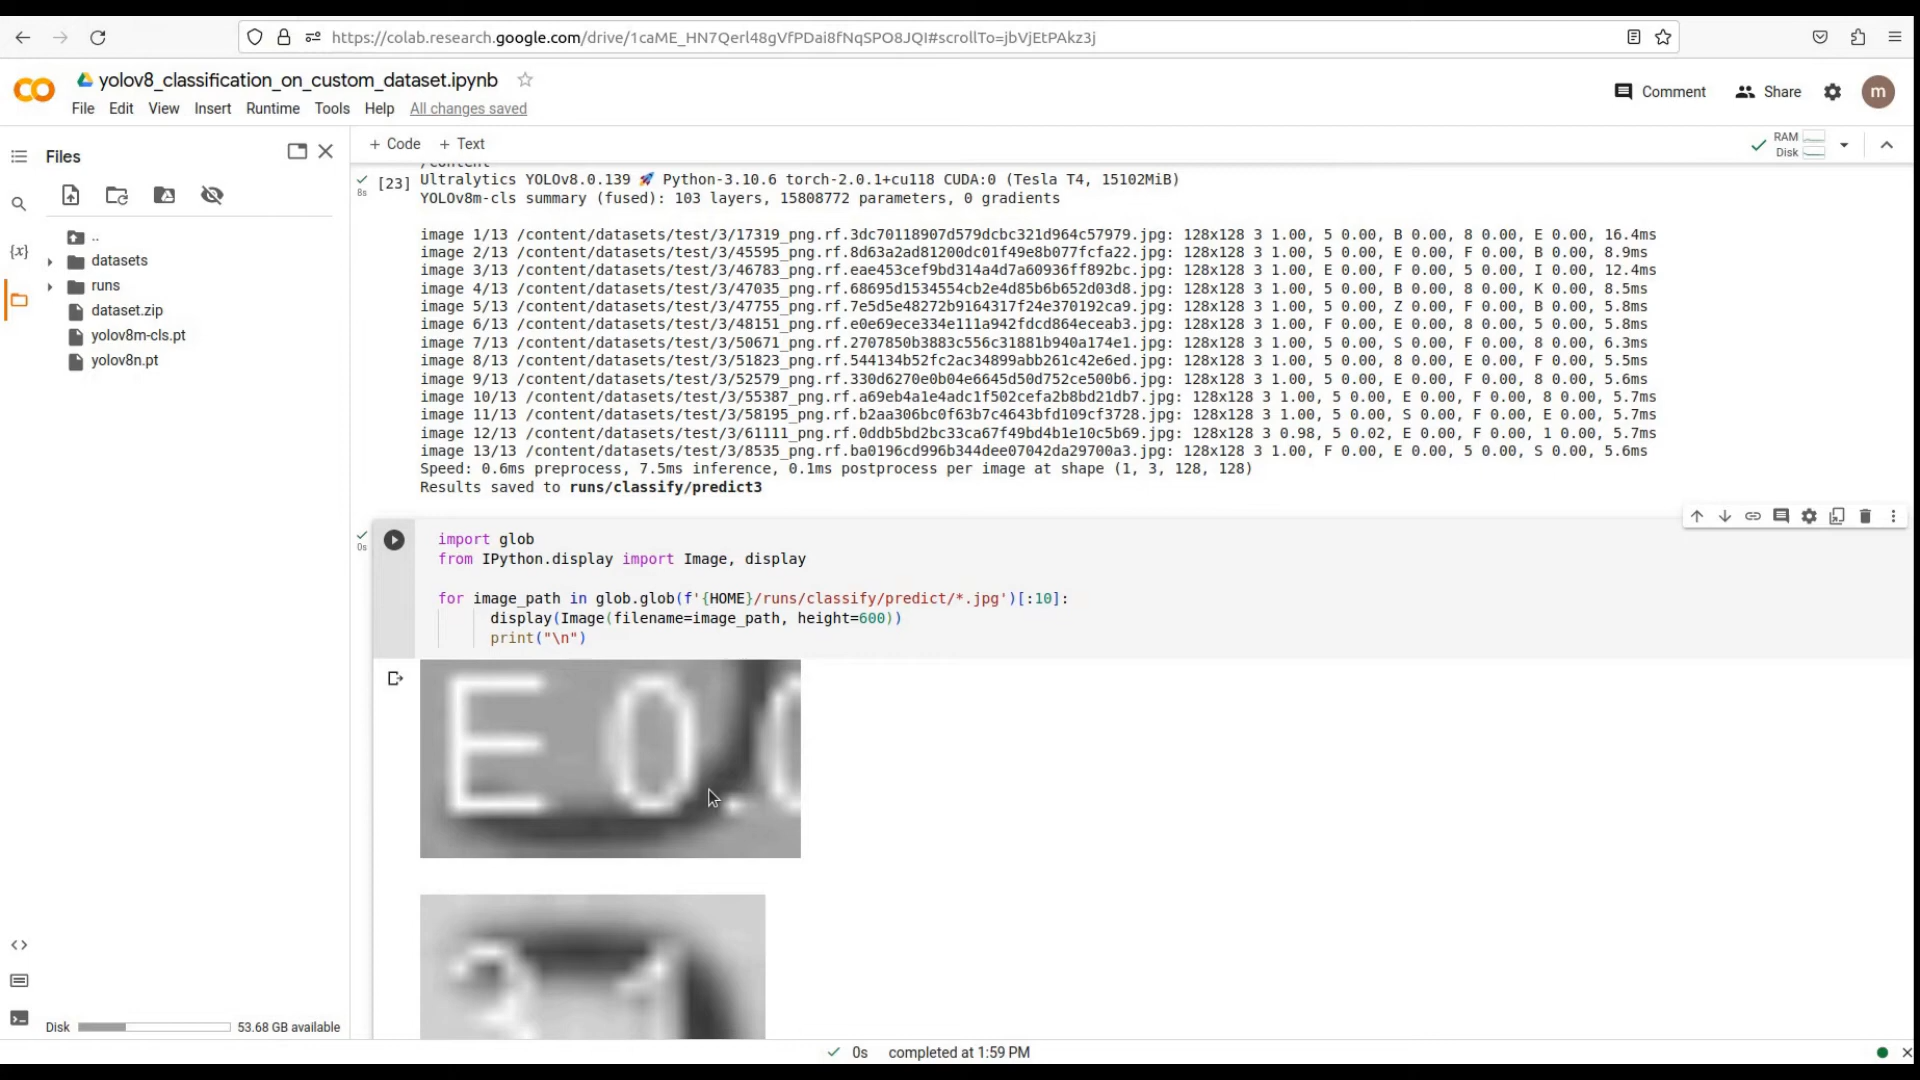 https://colab.research.google.com/drive/1caME_HN7Qerl48gVfPDai8fNqSPO8JQI#scrollTo=jbVjEtPAkz3j
yolov8_classification_on_custom_dataset.ipynb
File Edit View Insert Runtime Tools Help All changes saved
Comment Share m
Files
+ Code + Text
RAM
Disk
..
datasets
runs
dataset.zip
yolov8m-cls.pt
yolov8n.pt
{x}
Disk 53.68 GB available
/content
8s [23] Ultralytics YOLOv8.0.139 🚀 Python-3.10.6 torch-2.0.1+cu118 CUDA:0 (Tesla T4, 15102MiB)
YOLOv8m-cls summary (fused): 103 layers, 15808772 parameters, 0 gradients
image 1/13 /content/datasets/test/3/17319_png.rf.3dc70118907d579dcbc321d964c57979.jpg: 128x128 3 1.00, 5 0.00, B 0.00, 8 0.00, E 0.00, 16.4ms
image 2/13 /content/datasets/test/3/45595_png.rf.8d63a2ad81200dc01f49e8b077fcfa22.jpg: 128x128 3 1.00, 5 0.00, E 0.00, F 0.00, B 0.00, 8.9ms
image 3/13 /content/datasets/test/3/46783_png.rf.eae453cef9bd314a4d7a60936ff892bc.jpg: 128x128 3 1.00, E 0.00, F 0.00, 5 0.00, I 0.00, 12.4ms
image 4/13 /content/datasets/test/3/47035_png.rf.68695d1534554cb2e4d85b6b652d03d8.jpg: 128x128 3 1.00, 5 0.00, B 0.00, 8 0.00, K 0.00, 8.5ms
image 5/13 /content/datasets/test/3/47755_png.rf.7e5d5e48272b9164317f24e370192ca9.jpg: 128x128 3 1.00, 5 0.00, Z 0.00, F 0.00, B 0.00, 5.8ms
image 6/13 /content/datasets/test/3/48151_png.rf.e0e69ece334e111a942fdcd864eceab3.jpg: 128x128 3 1.00, F 0.00, E 0.00, 8 0.00, 5 0.00, 5.8ms
image 7/13 /content/datasets/test/3/50671_png.rf.2707850b3883c556c31881b940a174e1.jpg: 128x128 3 1.00, 5 0.00, S 0.00, F 0.00, 8 0.00, 6.3ms
image 8/13 /content/datasets/test/3/51823_png.rf.544134b52fc2ac34899abb261c42e6ed.jpg: 128x128 3 1.00, 5 0.00, 8 0.00, E 0.00, F 0.00, 5.5ms
image 9/13 /content/datasets/test/3/52579_png.rf.330d6270e0b04e6645d50d752ce500b6.jpg: 128x128 3 1.00, 5 0.00, E 0.00, F 0.00, 8 0.00, 5.6ms
image 10/13 /content/datasets/test/3/55387_png.rf.a69eb4a1e4adc1f502cefa2b8bd21db7.jpg: 128x128 3 1.00, 5 0.00, E 0.00, F 0.00, 8 0.00, 5.7ms
image 11/13 /content/datasets/test/3/58195_png.rf.b2aa306bc0f63b7c4643bfd109cf3728.jpg: 128x128 3 1.00, 5 0.00, S 0.00, F 0.00, E 0.00, 5.7ms
image 12/13 /content/datasets/test/3/61111_png.rf.0ddb5bd2bc33ca67f49bd4b1e10c5b69.jpg: 128x128 3 0.98, 5 0.02, E 0.00, F 0.00, 1 0.00, 5.7ms
image 13/13 /content/datasets/test/3/8535_png.rf.ba0196cd996b344dee07042da29700a3.jpg: 128x128 3 1.00, F 0.00, E 0.00, 5 0.00, S 0.00, 5.6ms
Speed: 0.6ms preprocess, 7.5ms inference, 0.1ms postprocess per image at shape (1, 3, 128, 128)
Results saved to runs/classify/predict3
0s
import glob
from IPython.display import Image, display
for image_path in glob.glob(f'{HOME}/runs/classify/predict/*.jpg')[:10]:
display(Image(filename=image_path, height=600))
print("\n")
E 0.0
0s completed at 1:59 PM